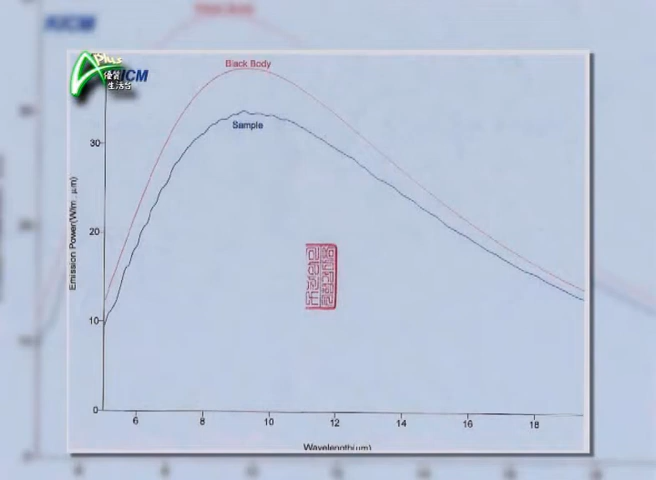 A Plus
優質
生活台
KICM
Black Body
Sample
Emission Power(W/m . μm)
30
20
10
0
6 8 10 12 14 16 18
Wavelength(μm)